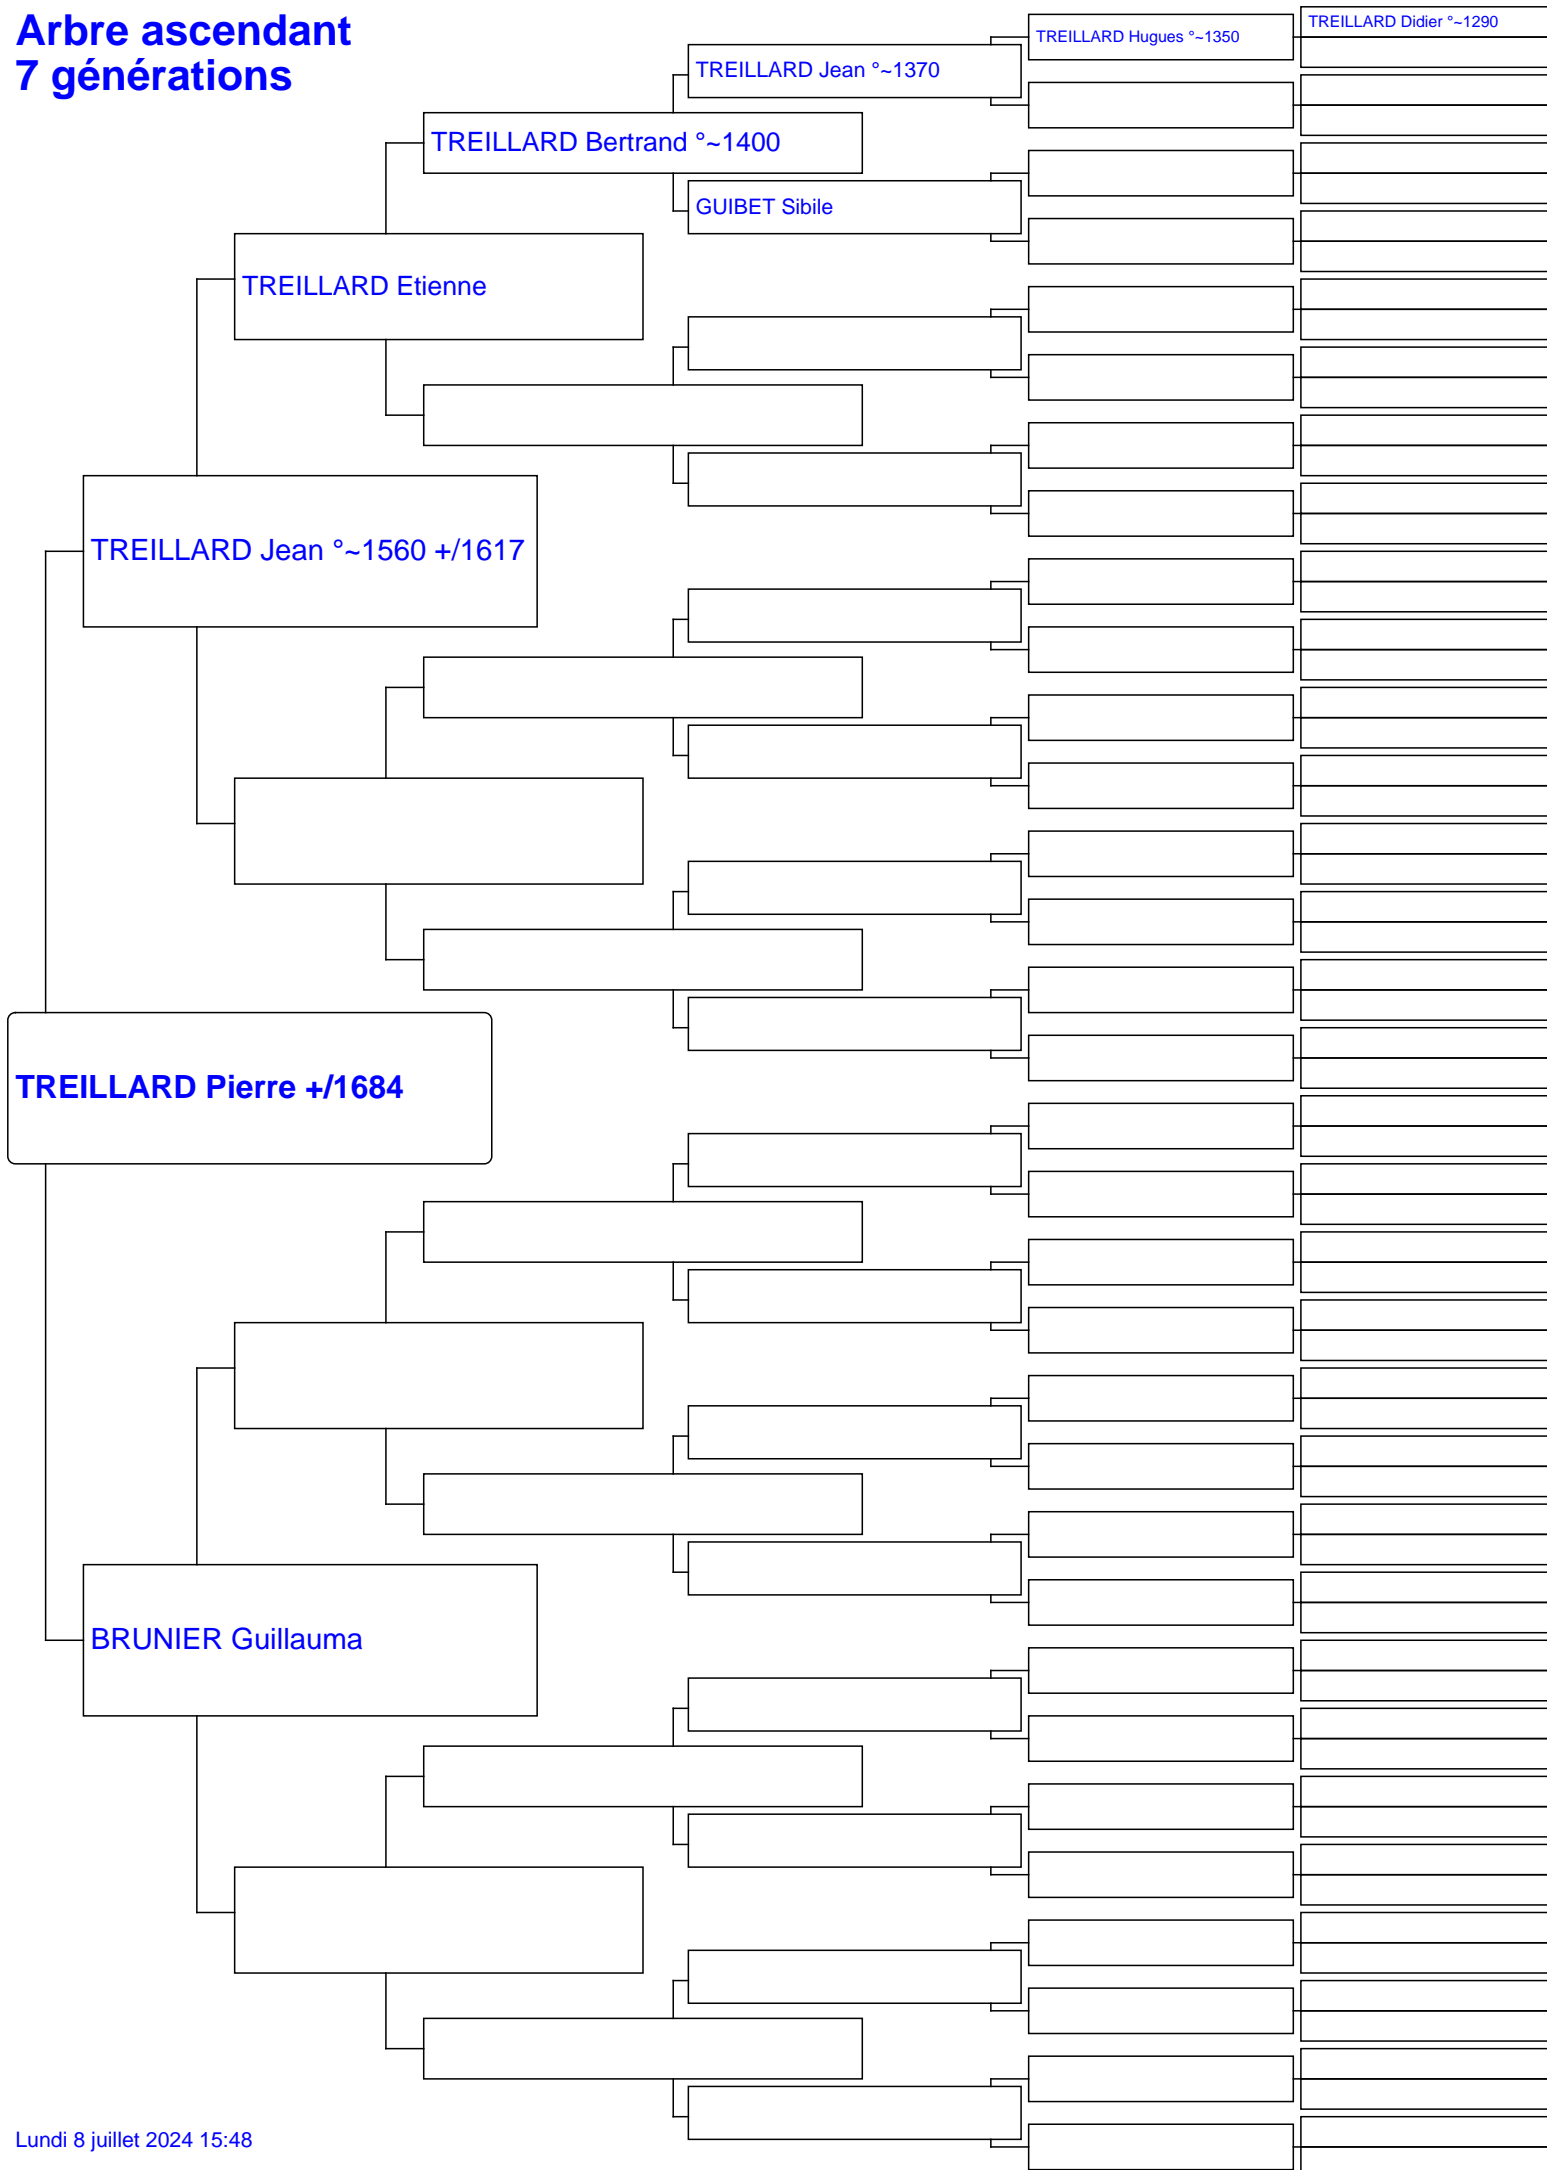 Arbre ascendant
7 générations
TREILLARD Didier °~1290
TREILLARD Hugues °~1350
TREILLARD Jean °~1370
TREILLARD Bertrand °~1400
GUIBET Sibile
TREILLARD Etienne
TREILLARD Jean °~1560 +/1617
TREILLARD Pierre +/1684
BRUNIER Guillauma
Lundi 8 juillet 2024 15:48